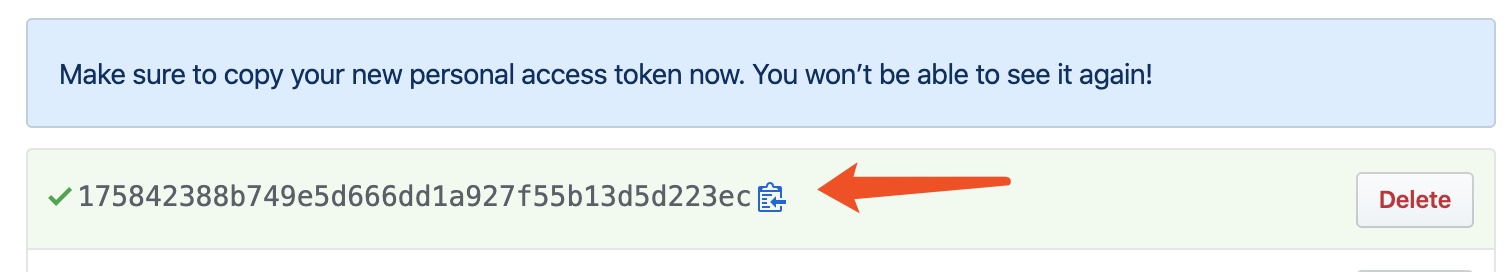 Make sure to copy your new personal access token now. You won’t be able to see it again!
175842388b749e5d666dd1a927f55b13d5d223ec
Delete